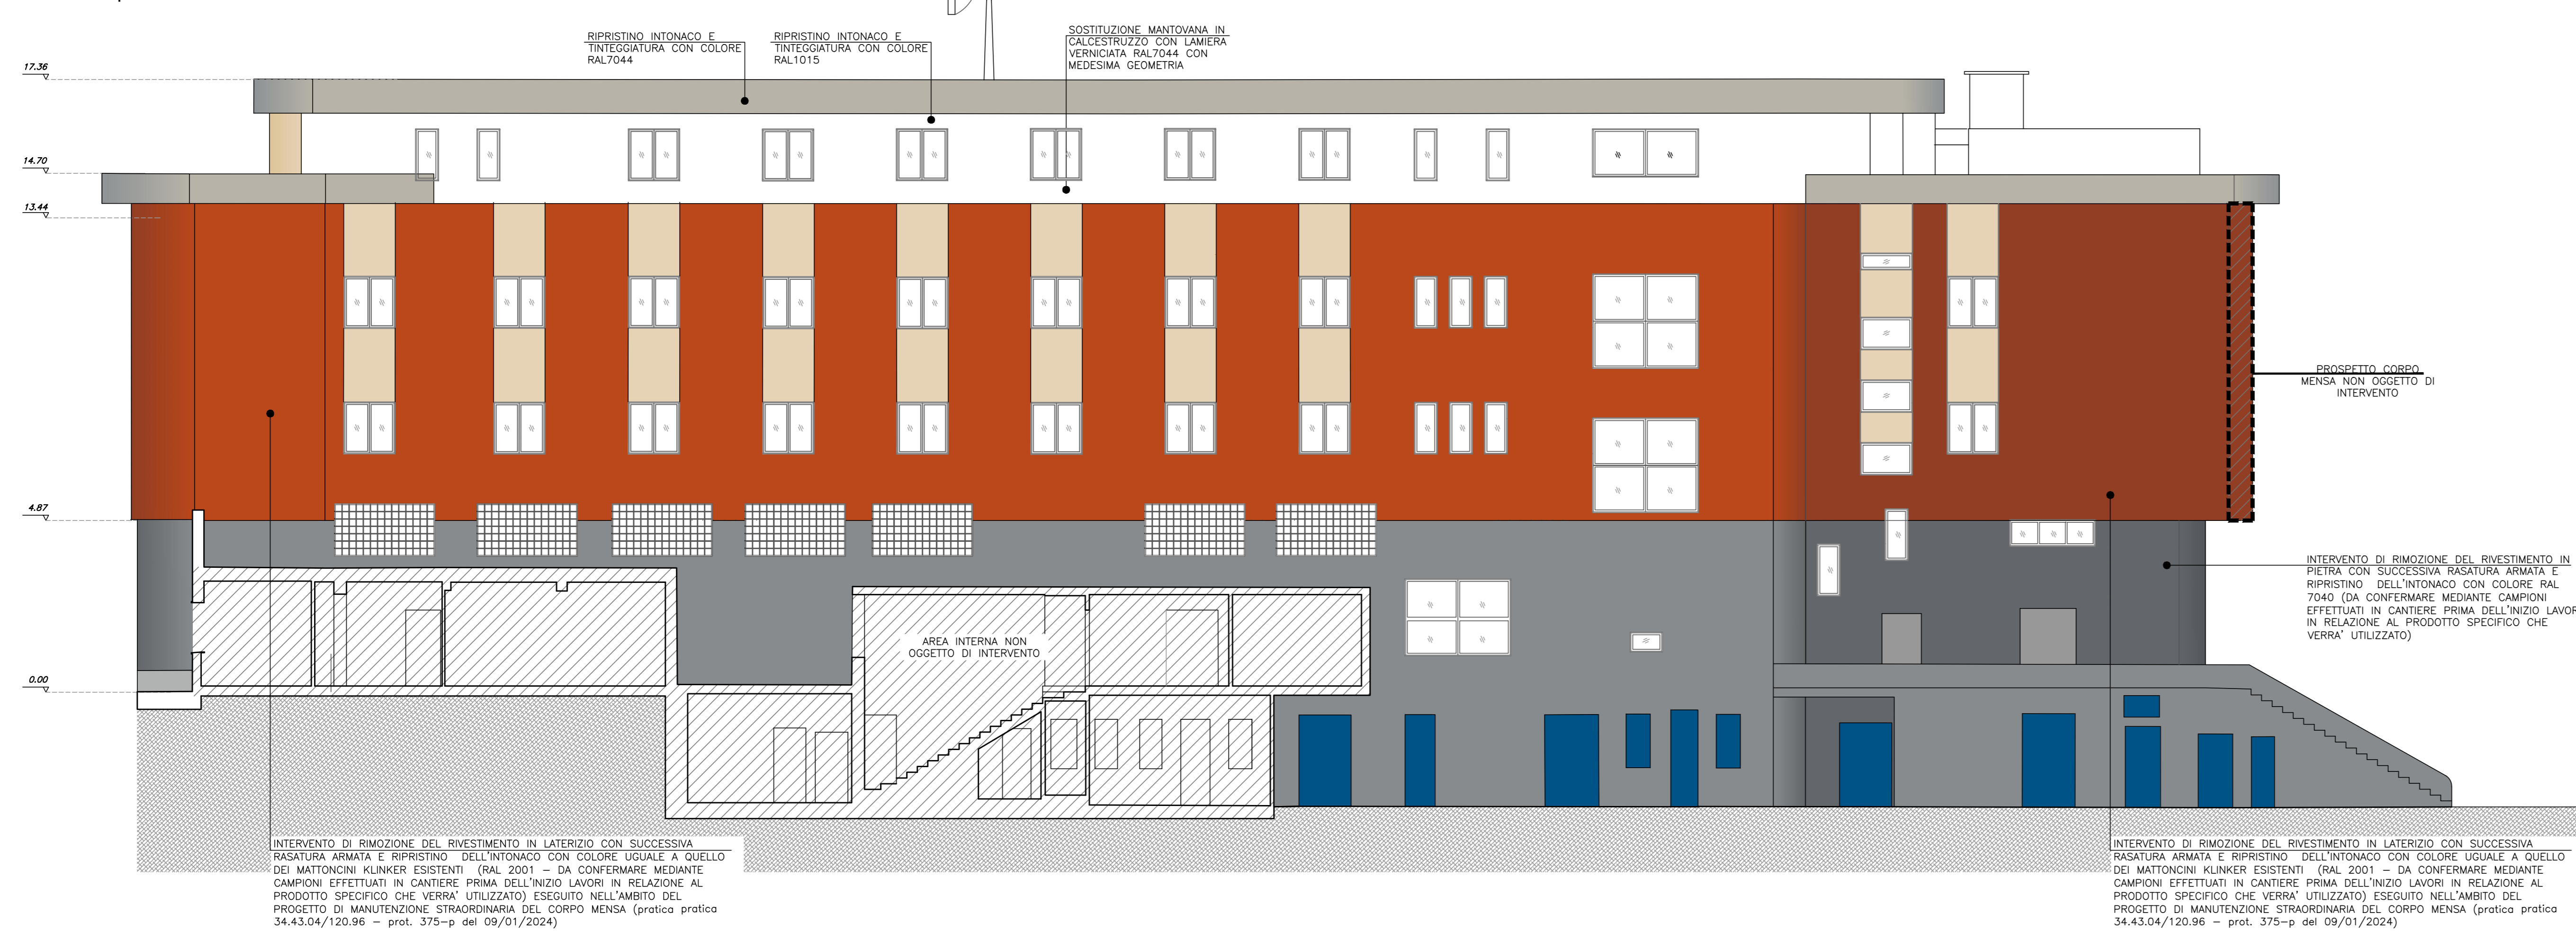 RIPRISTINO INTONACO E
TINTEGGIATURA CON COLORE
RAL7044
RIPRISTINO INTONACO E
TINTEGGIATURA CON COLORE
RAL1015
SOSTITUZIONE MANTOVANA IN
CALCESTRUZZO CON LAMIERA
VERNICIATA RAL7044 CON
MEDESIMA GEOMETRIA
17.36
14.70
13.44
4.87
0.00
PROSPETTO CORPO
MENSA NON OGGETTO DI
INTERVENTO
INTERVENTO DI RIMOZIONE DEL RIVESTIMENTO IN
PIETRA CON SUCCESSIVA RASATURA ARMATA E
RIPRISTINO DELL'INTONACO CON COLORE RAL
7040 (DA CONFERMARE MEDIANTE CAMPIONI
EFFETTUATI IN CANTIERE PRIMA DELL'INIZIO LAVOR
IN RELAZIONE AL PRODOTTO SPECIFICO CHE
VERRA' UTILIZZATO)
AREA INTERNA NON
OGGETTO DI INTERVENTO
INTERVENTO DI RIMOZIONE DEL RIVESTIMENTO IN LATERIZIO CON SUCCESSIVA
RASATURA ARMATA E RIPRISTINO DELL'INTONACO CON COLORE UGUALE A QUELLO
DEI MATTONCINI KLINKER ESISTENTI (RAL 2001 – DA CONFERMARE MEDIANTE
CAMPIONI EFFETTUATI IN CANTIERE PRIMA DELL'INIZIO LAVORI IN RELAZIONE AL
PRODOTTO SPECIFICO CHE VERRA' UTILIZZATO) ESEGUITO NELL'AMBITO DEL
PROGETTO DI MANUTENZIONE STRAORDINARIA DEL CORPO MENSA (pratica pratica
34.43.04/120.96 – prot. 375–p del 09/01/2024)
INTERVENTO DI RIMOZIONE DEL RIVESTIMENTO IN LATERIZIO CON SUCCESSIVA
RASATURA ARMATA E RIPRISTINO DELL'INTONACO CON COLORE UGUALE A QUELLO
DEI MATTONCINI KLINKER ESISTENTI (RAL 2001 – DA CONFERMARE MEDIANTE
CAMPIONI EFFETTUATI IN CANTIERE PRIMA DELL'INIZIO LAVORI IN RELAZIONE AL
PRODOTTO SPECIFICO CHE VERRA' UTILIZZATO) ESEGUITO NELL'AMBITO DEL
PROGETTO DI MANUTENZIONE STRAORDINARIA DEL CORPO MENSA (pratica pratica
34.43.04/120.96 – prot. 375–p del 09/01/2024)